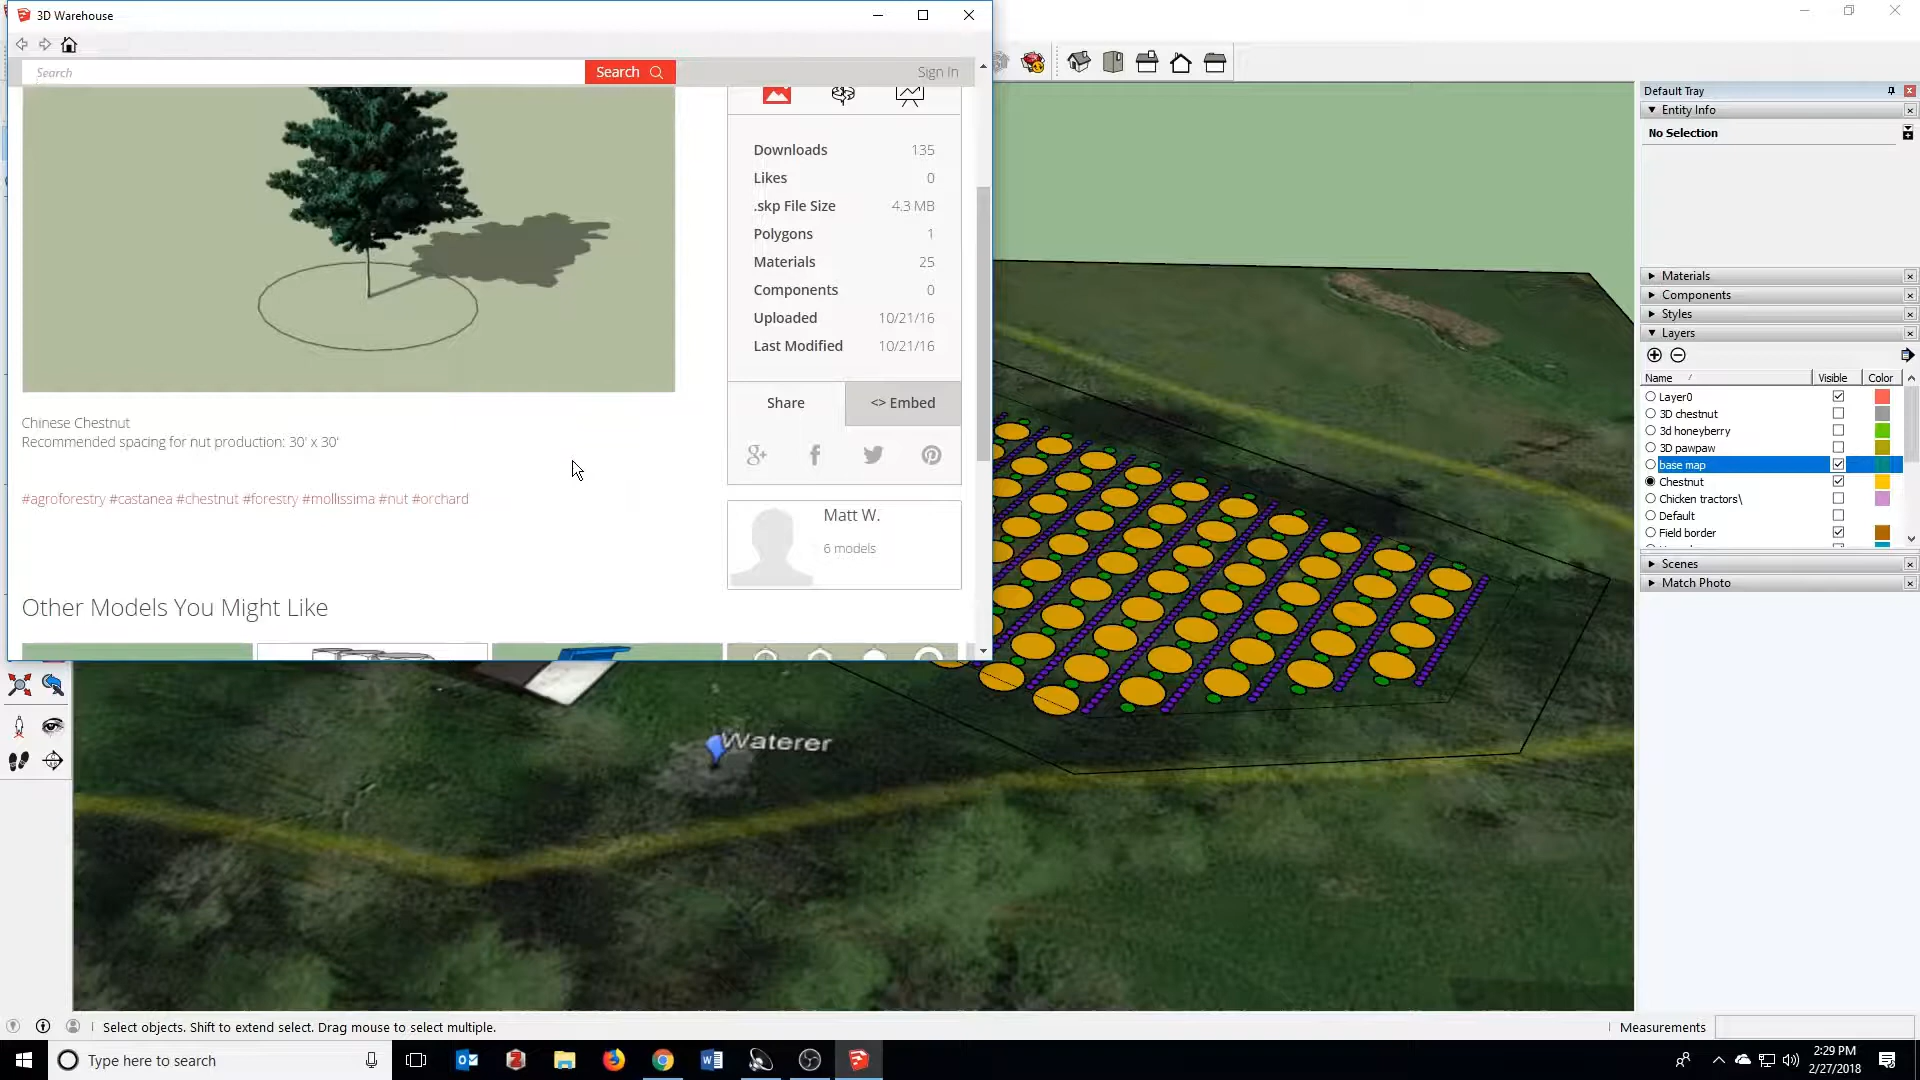 3D Warehouse
Search
Search
Sign In
Downloads 135
Likes 0
.skp File Size 4.3 MB
Polygons 1
Materials 25
Components 0
Uploaded 10/21/16
Last Modified 10/21/16
Share
<> Embed
Chinese Chestnut
Recommended spacing for nut production: 30' x 30'
#agroforestry #castanea #chestnut #forestry #mollissima #nut #orchard
Matt W.
6 models
Other Models You Might Like
Waterer
Default Tray
Entity Info
No Selection
Materials
Components
Styles
Layers
Name Visible Color
Layer0
3D chestnut
3d honeyberry
3D pawpaw
base map
Chestnut
Chicken tractors\
Default
Field border
Scenes
Match Photo
Select objects. Shift to extend select. Drag mouse to select multiple.
Measurements
Type here to search
2:29 PM
2/27/2018